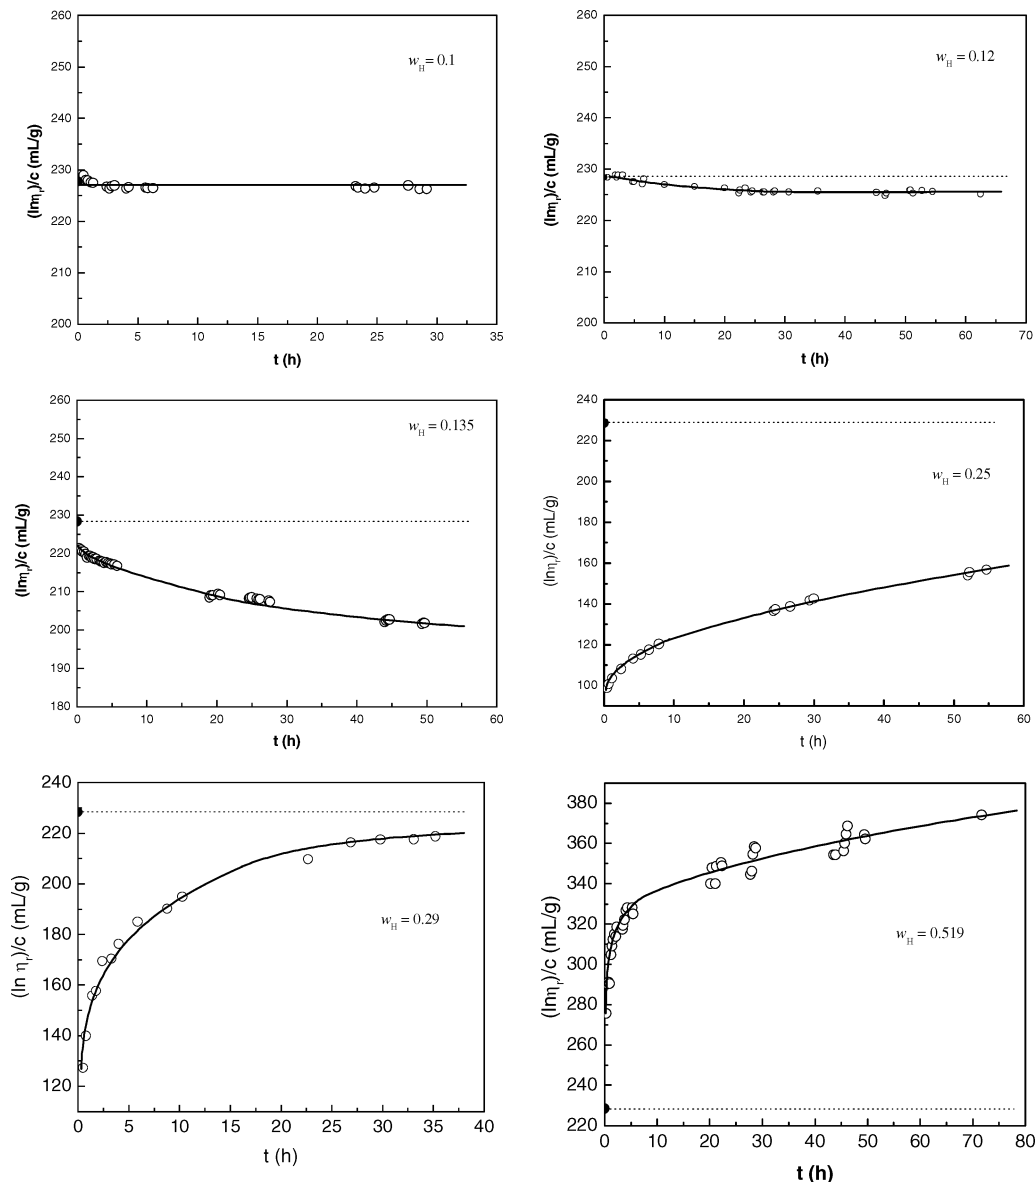 260
250
240
230
220
210
200
(lnηr)/c (mL/g)
w_H = 0.1
0 5 10 15 20 25 30 35
t (h)
260
250
240
230
220
210
200
(lnηr)/c (mL/g)
w_H = 0.12
0 10 20 30 40 50 60 70
t (h)
260
250
240
230
220
210
200
190
180
(lnηr)/c (mL/g)
w_H = 0.135
0 10 20 30 40 50 60
t (h)
240
220
200
180
160
140
120
100
(lnηr)/c (mL/g)
w_H = 0.25
0 10 20 30 40 50 60
t (h)
240
220
200
180
160
140
120
(ln ηr)/c (mL/g)
w_H = 0.29
0 5 10 15 20 25 30 35 40
t (h)
380
360
340
320
300
280
260
240
220
(lnηr)/c (mL/g)
w_H = 0.519
0 10 20 30 40 50 60 70 80
t (h)